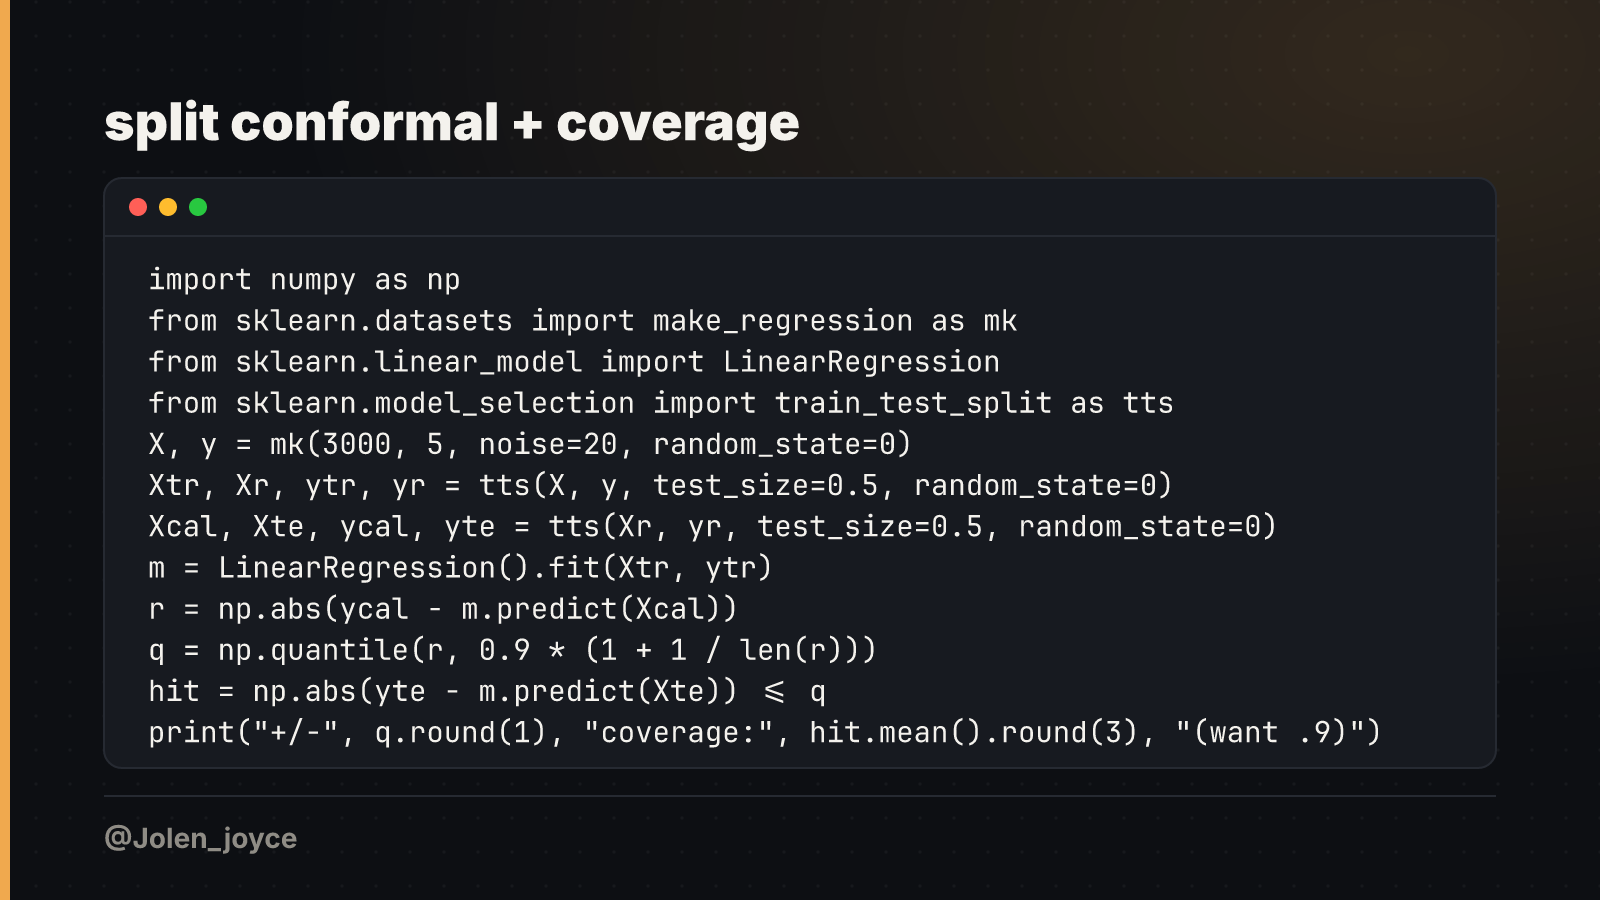 split conformal + coverage
import numpy as np
from sklearn.datasets import make_regression as mk
from sklearn.linear_model import LinearRegression
from sklearn.model_selection import train_test_split as tts
X, y = mk(3000, 5, noise=20, random_state=0)
Xtr, Xr, ytr, yr = tts(X, y, test_size=0.5, random_state=0)
Xcal, Xte, ycal, yte = tts(Xr, yr, test_size=0.5, random_state=0)
m = LinearRegression().fit(Xtr, ytr)
r = np.abs(ycal - m.predict(Xcal))
q = np.quantile(r, 0.9 * (1 + 1 / len(r)))
hit = np.abs(yte - m.predict(Xte)) <= q
print("+/-", q.round(1), "coverage:", hit.mean().round(3), "(want .9)")
@Jolen_joyce